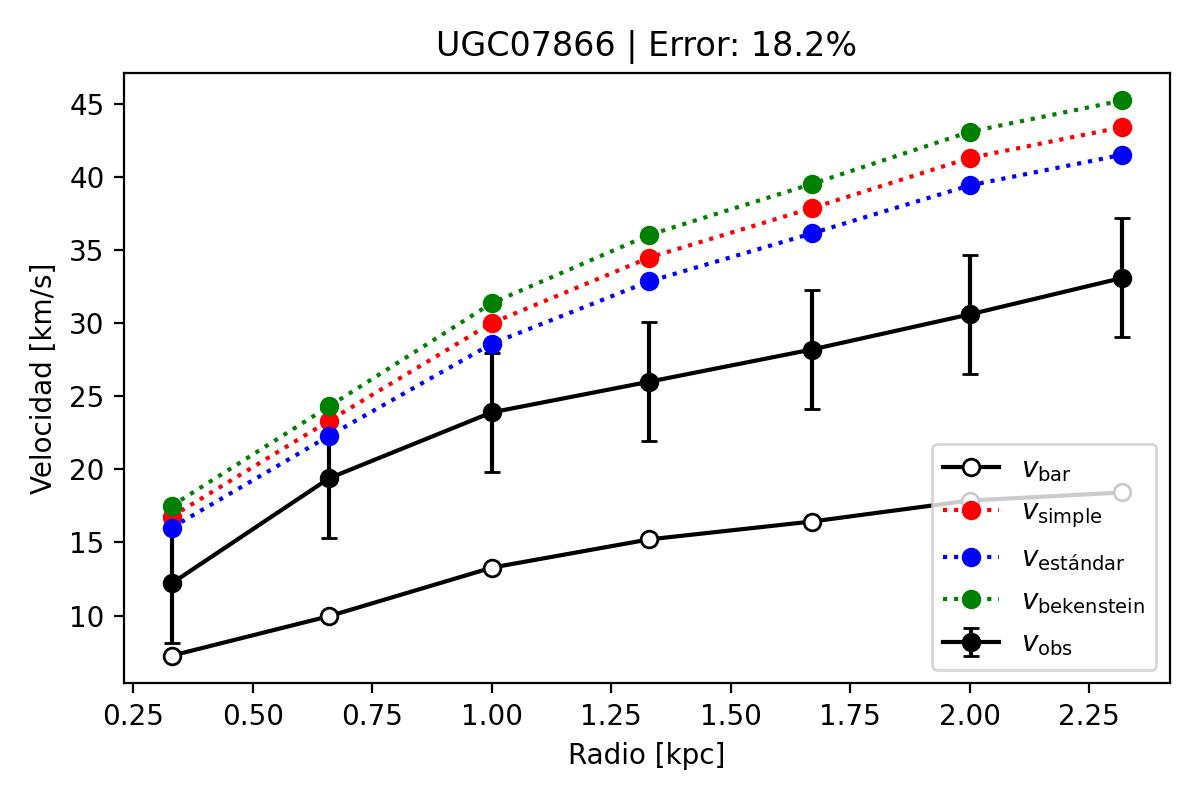 UGC07866 | Error: 18.2%
45
40
35
30
25
20
15
10
Velocidad [km/s]
v_bar
v_simple
v_estándar
v_bekenstein
v_obs
0.25 0.50 0.75 1.00 1.25 1.50 1.75 2.00 2.25
Radio [kpc]